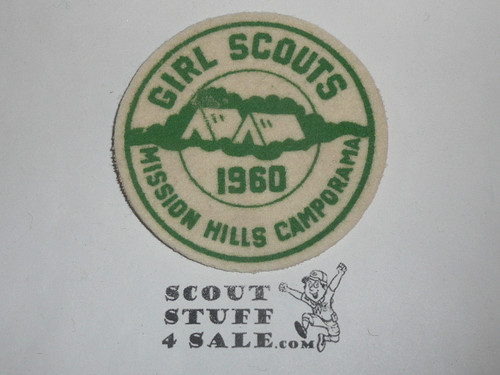 GIRL SCOUTS
1960
MISSION HILLS CAMPORAMA
SCOUT
STUFF
4 SALE.COM